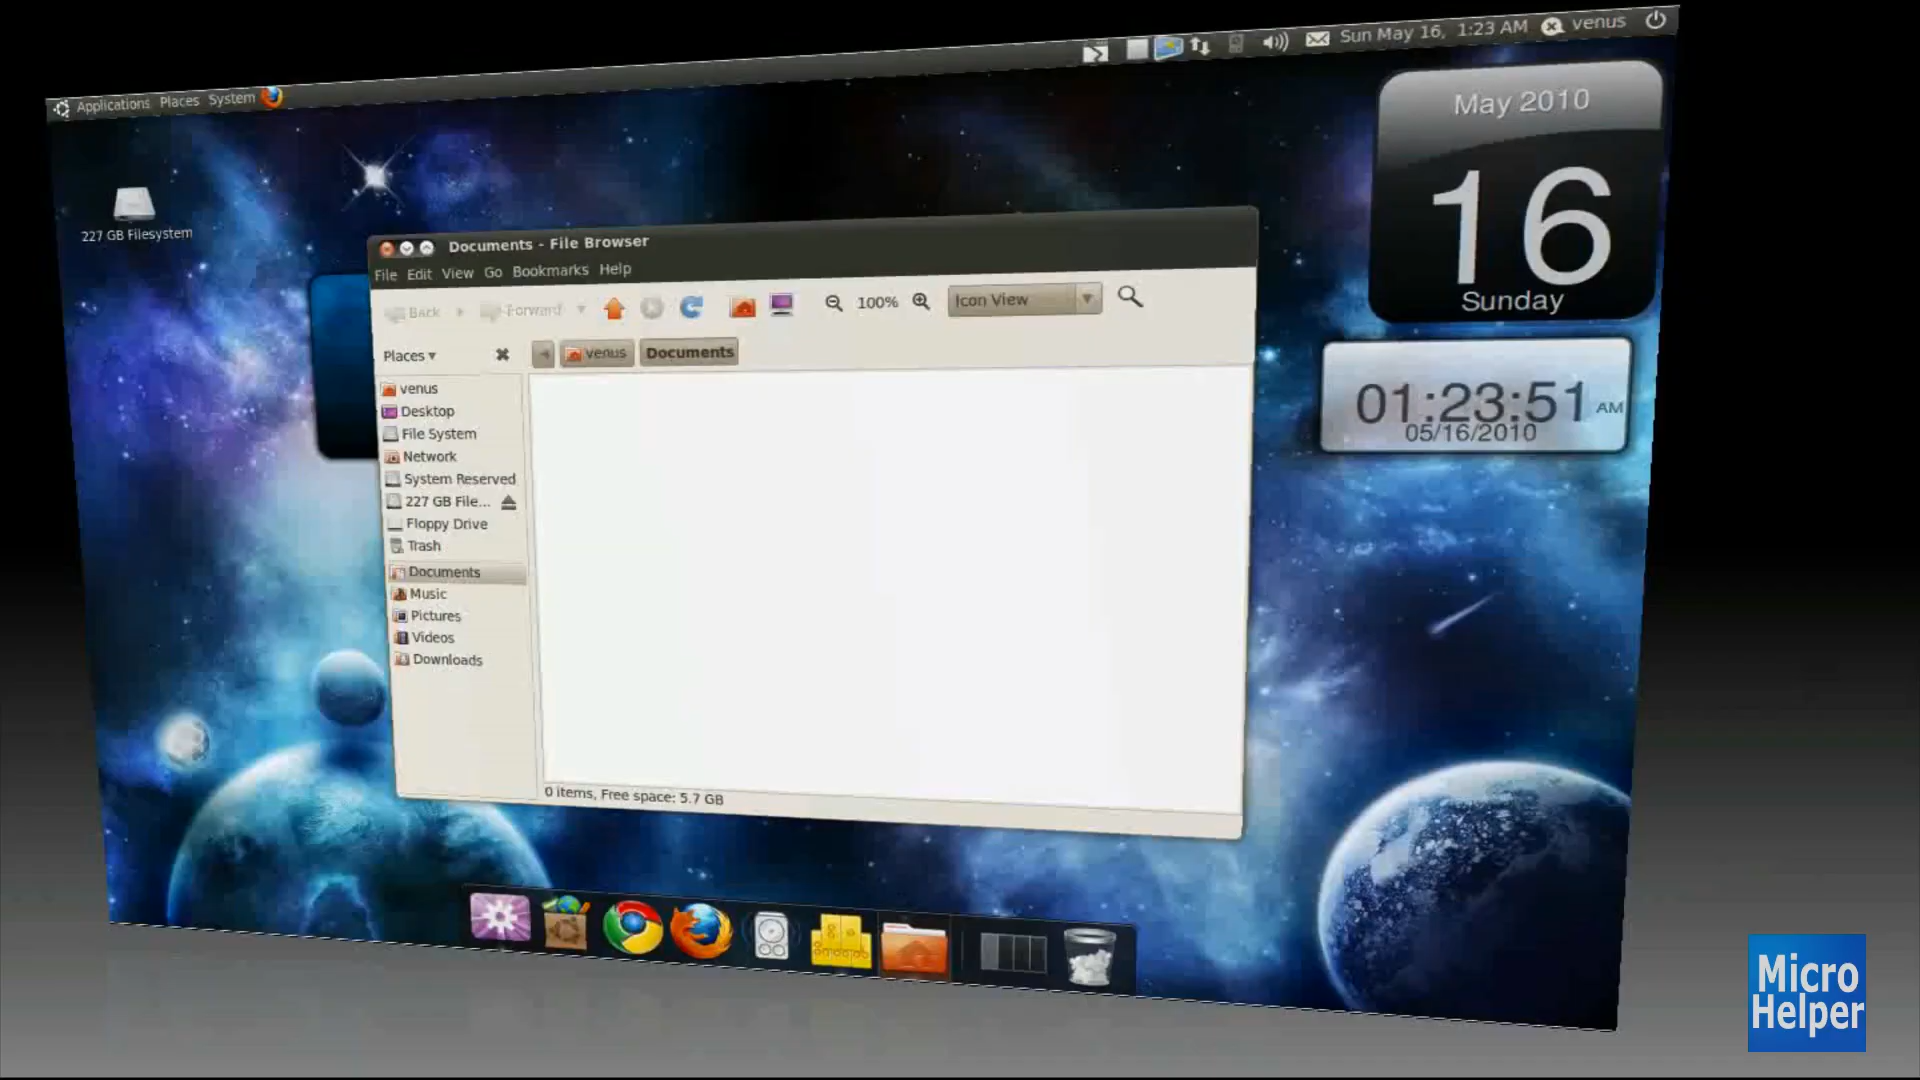 Applications Places System
Sun May 16, 1:23 AM venus
227 GB Filesystem
May 2010
16
Sunday
01:23:51 AM
05/16/2010
Documents - File Browser
File Edit View Go Bookmarks Help
Back Forward 100% Icon View
Places venus Documents
venus
Desktop
File System
Network
System Reserved
227 GB File...
Floppy Drive
Trash
Documents
Music
Pictures
Videos
Downloads
0 items, Free space: 5.7 GB
Micro
Helper